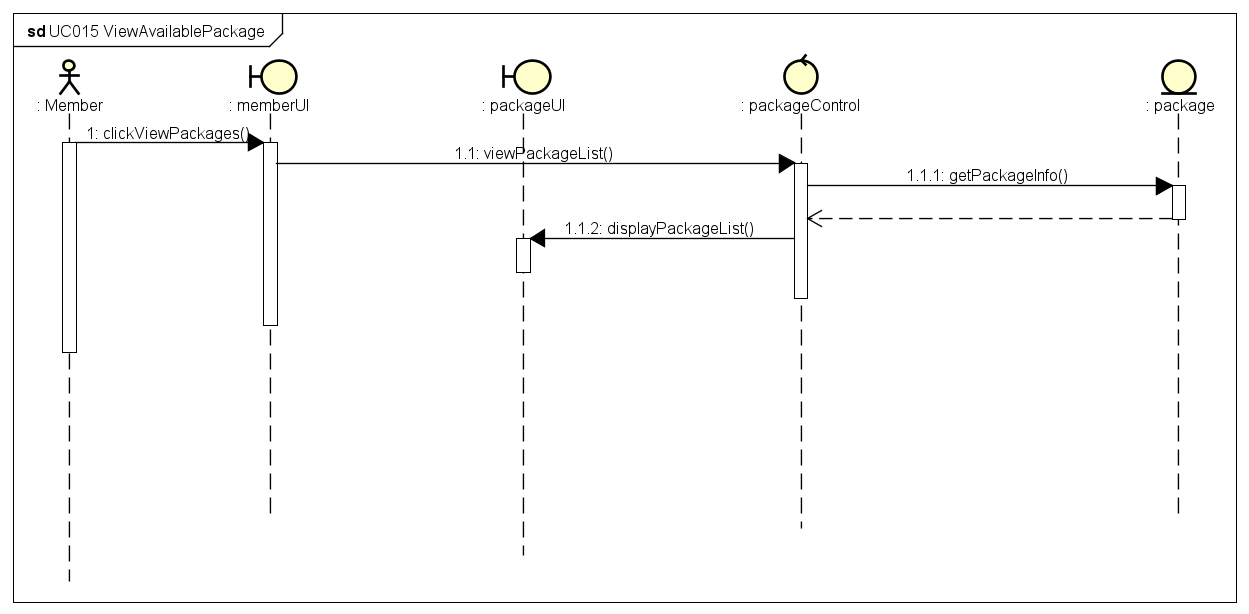 sd UC015 ViewAvailablePackage
: Member
: memberUI
: packageUI
: packageControl
: package
1: clickViewPackages()
1.1: viewPackageList()
1.1.1: getPackageInfo()
1.1.2: displayPackageList()